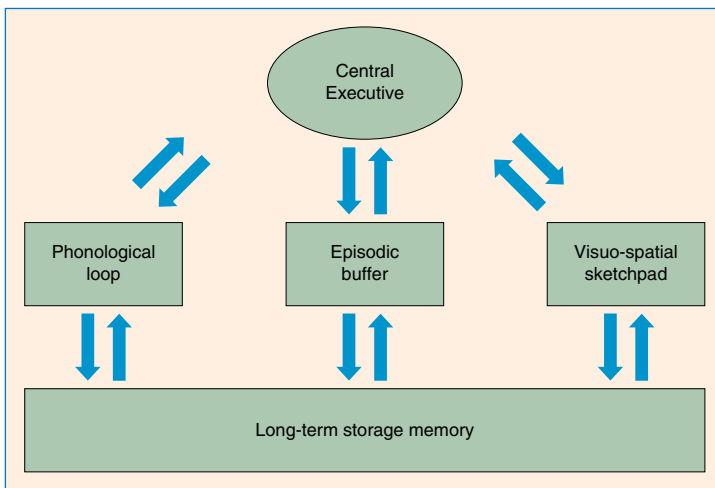 Central
Executive
Phonological
loop
Episodic
buffer
Visuo-spatial
sketchpad
Long-term storage memory